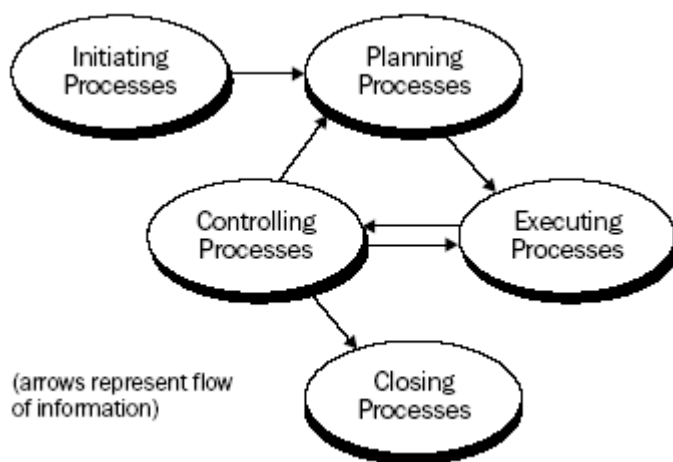 Initiating
Processes
Planning
Processes
Controlling
Processes
Executing
Processes
(arrows represent flow
of information)
Closing
Processes